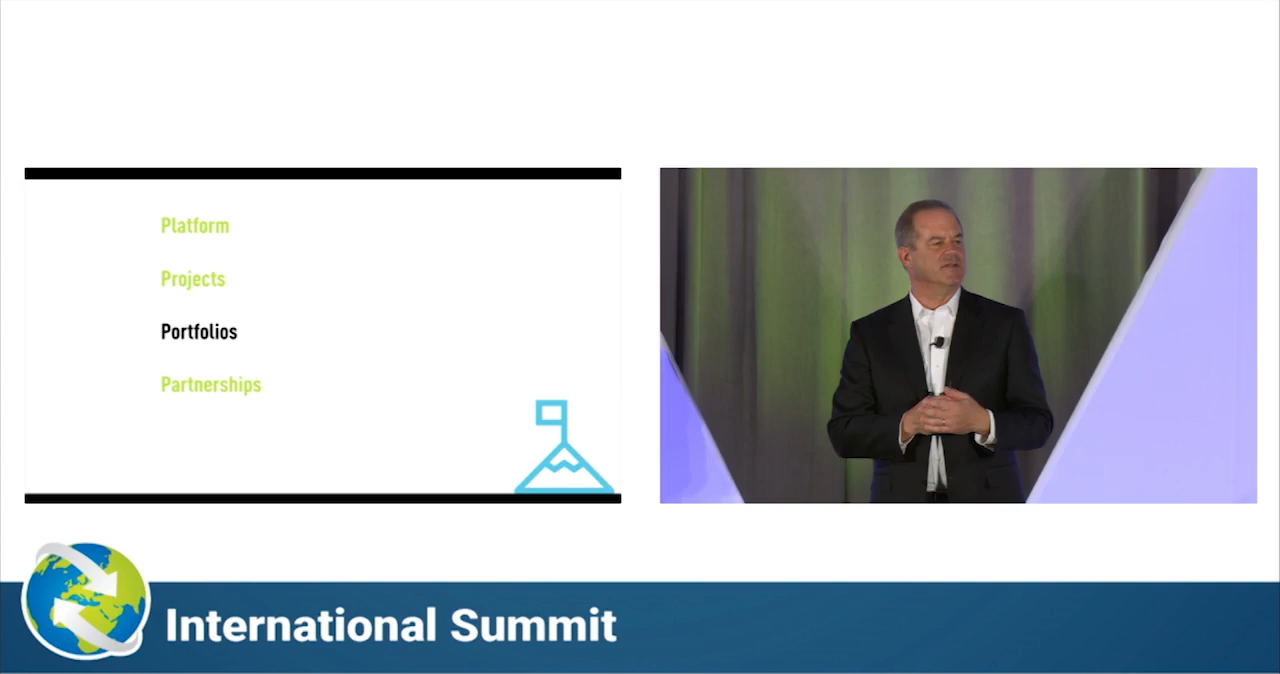 Platform
Projects
Portfolios
Partnerships
International Summit